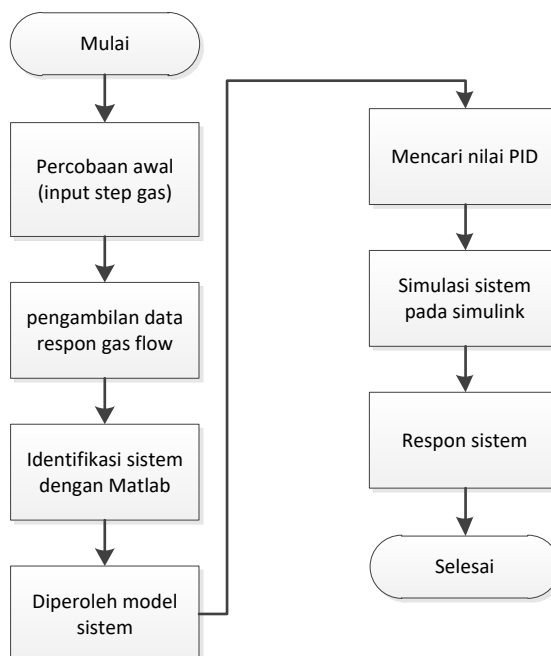 Mulai
Percobaan awal
(input step gas)
pengambilan data
respon gas flow
Identifikasi sistem
dengan Matlab
Diperoleh model
sistem
Mencari nilai PID
Simulasi sistem
pada simulink
Respon sistem
Selesai